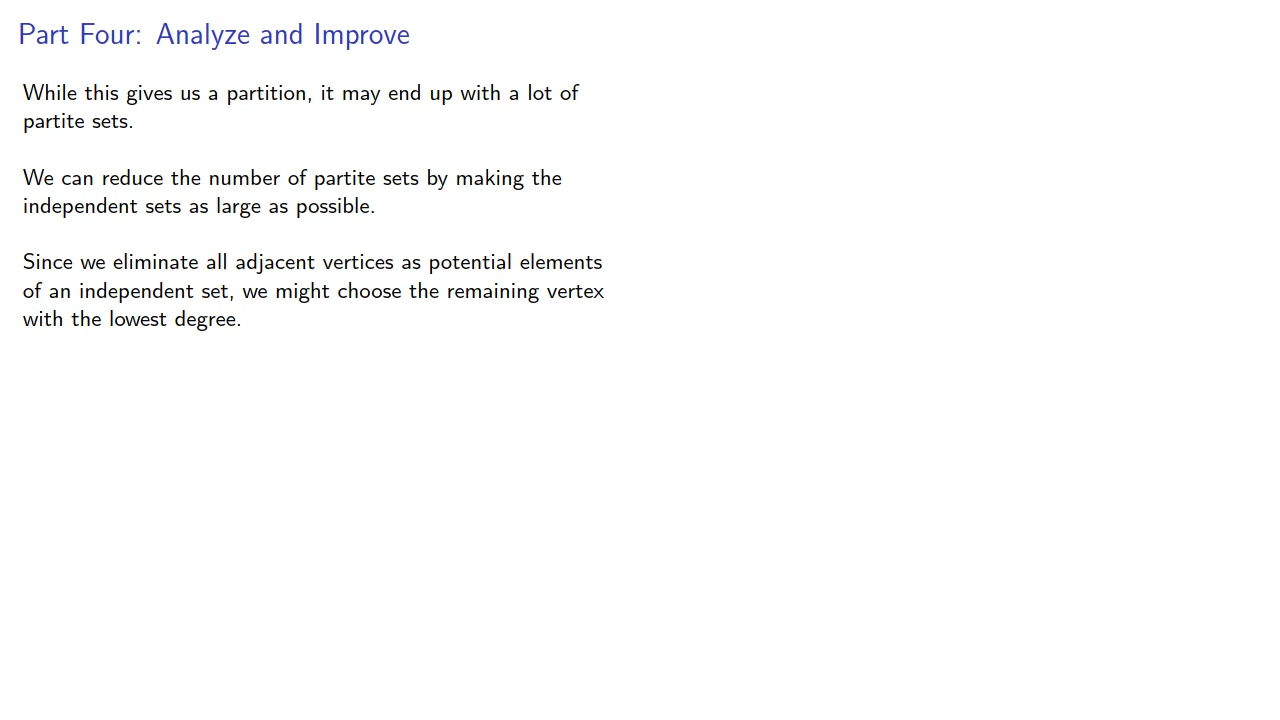 Part Four: Analyze and Improve
While this gives us a partition, it may end up with a lot of
partite sets.
We can reduce the number of partite sets by making the
independent sets as large as possible.
Since we eliminate all adjacent vertices as potential elements
of an independent set, we might choose the remaining vertex
with the lowest degree.